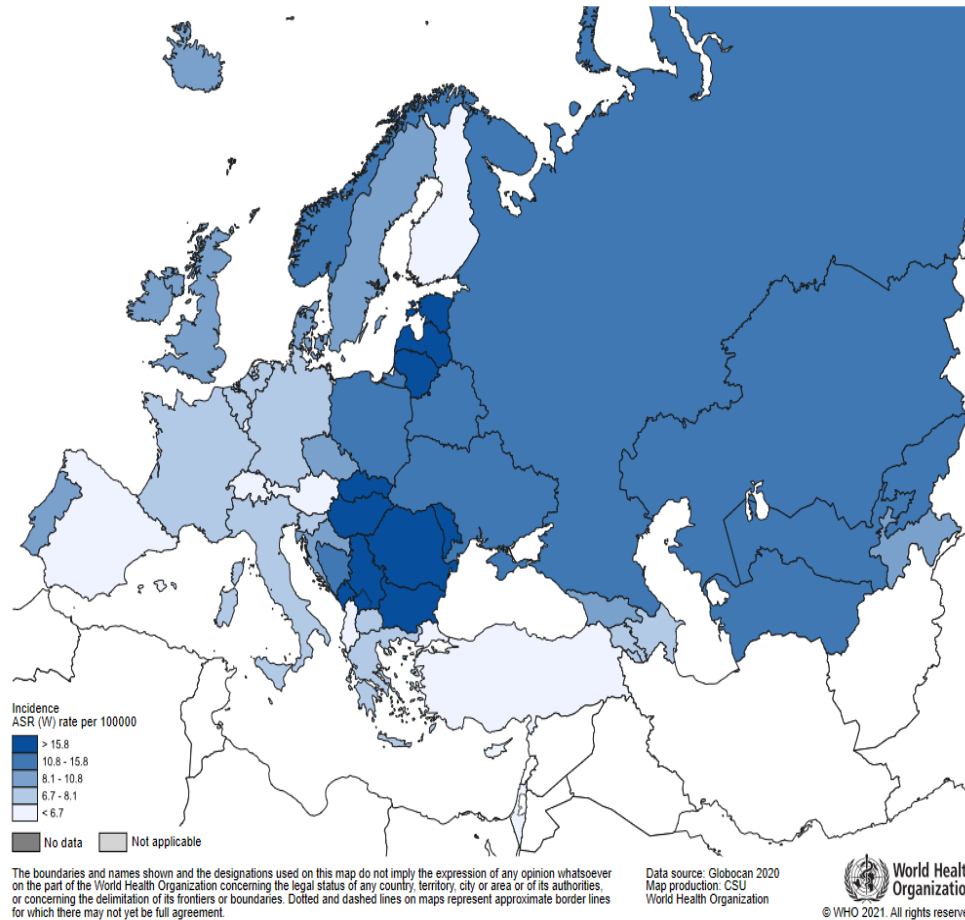 Incidence
ASR (W) rate per 100000
> 15.8
10.8 - 15.8
8.1 - 10.8
6.7 - 8.1
< 6.7
No data
Not applicable
The boundaries and names shown and the designations used on this map do not imply the expression of any opinion whatsoever
on the part of the World Health Organization concerning the legal status of any country, territory, city or area or of its authorities,
or concerning the delimitation of its frontiers or boundaries. Dotted and dashed lines on maps represent approximate border lines
for which there may not yet be full agreement.
Data source: Globocan 2020
Map production: CSU
World Health Organization
World Healt
Organizatio
© WHO 2021. All rights reserve